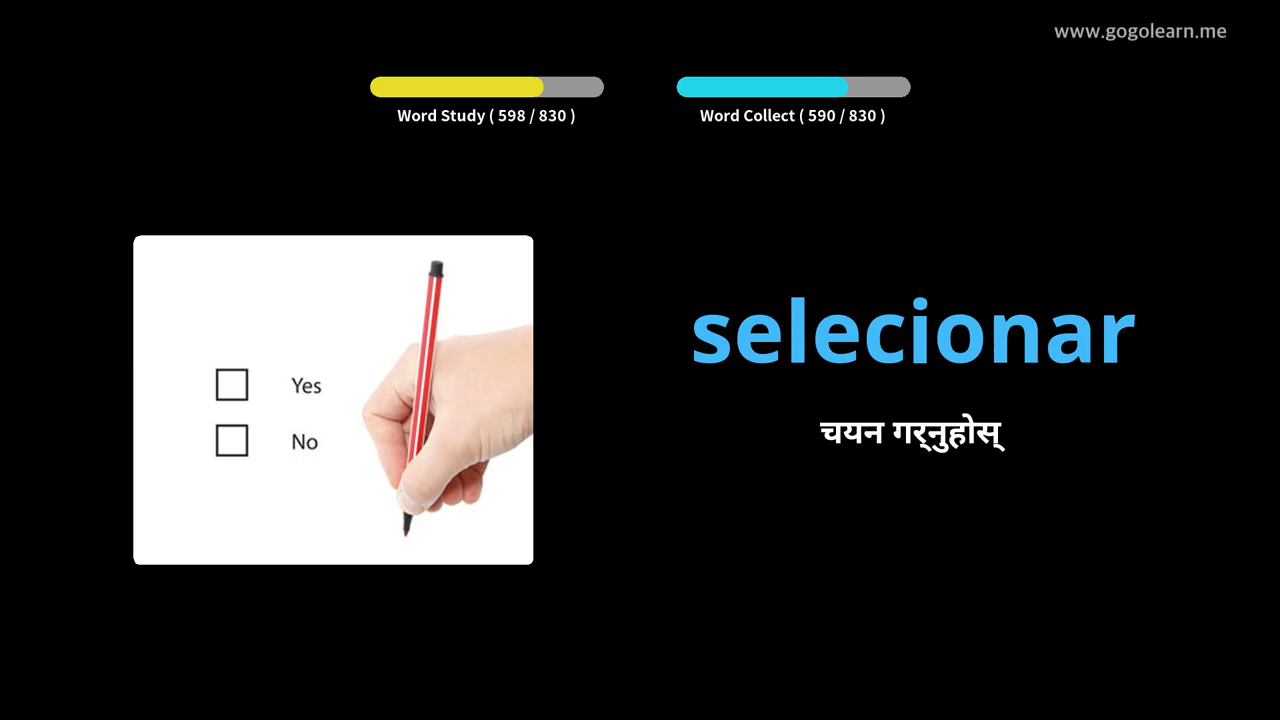 www.gogolearn.me
Word Study ( 598 / 830 )
Word Collect ( 590 / 830 )
Yes
No
selecionar
चयन गर्नुहोस्